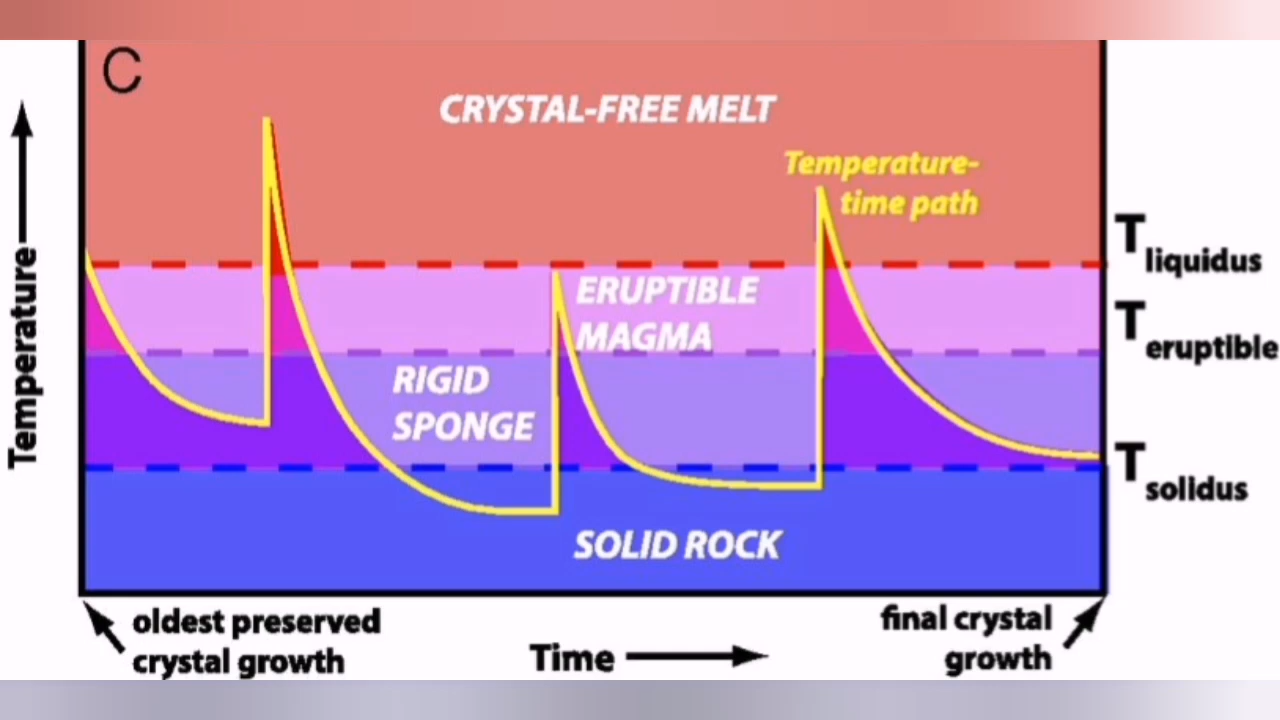 C
CRYSTAL-FREE MELT
Temperature-
time path
Temperature
T liquidus
ERUPTIBLE
MAGMA
T eruptible
RIGID
SPONGE
T solidus
SOLID ROCK
oldest preserved
crystal growth
Time
final crystal
growth